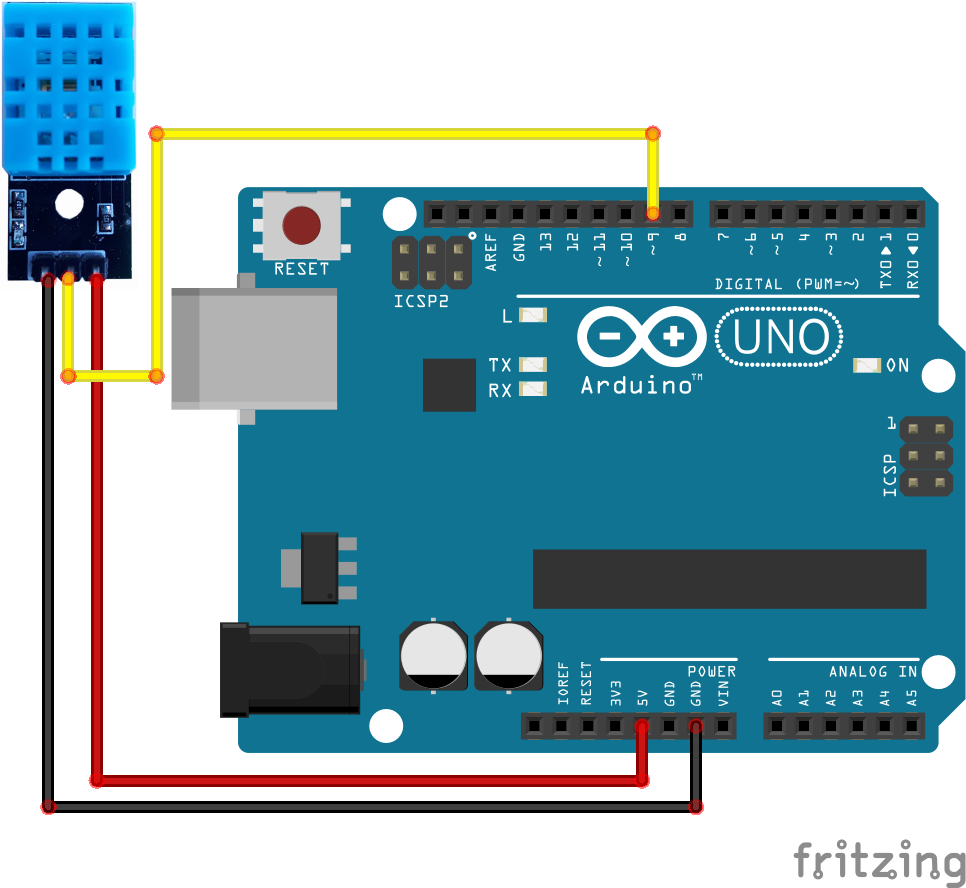 RESET
ICSP2
AREF
GND
13
12
~11
~10
~9
8
7
~6
~5
4
~3
2
TX0▶1
RX0◀0
DIGITAL (PWM=~)
L
TX
RX
UNO
Arduino™
ON
1
ICSP
IOREF
RESET
3V3
5V
GND
GND
VIN
POWER
ANALOG IN
A0
A1
A2
A3
A4
A5
fritzing